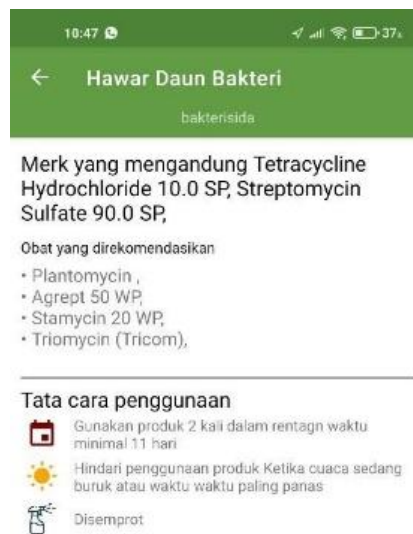 10:47 37
Hawar Daun Bakteri
bakterisida
Merk yang mengandung Tetracycline
Hydrochloride 10.0 SP, Streptomycin
Sulfate 90.0 SP,
Obat yang direkomendasikan
• Plantomycin ,
• Agrept 50 WP,
• Stamycin 20 WP,
• Triomycin (Tricom),
Tata cara penggunaan
Gunakan produk 2 kali dalam rentagn waktu
minimal 11 hari
Hindari penggunaan produk Ketika cuaca sedang
buruk atau waktu waktu paling panas
Disemprot